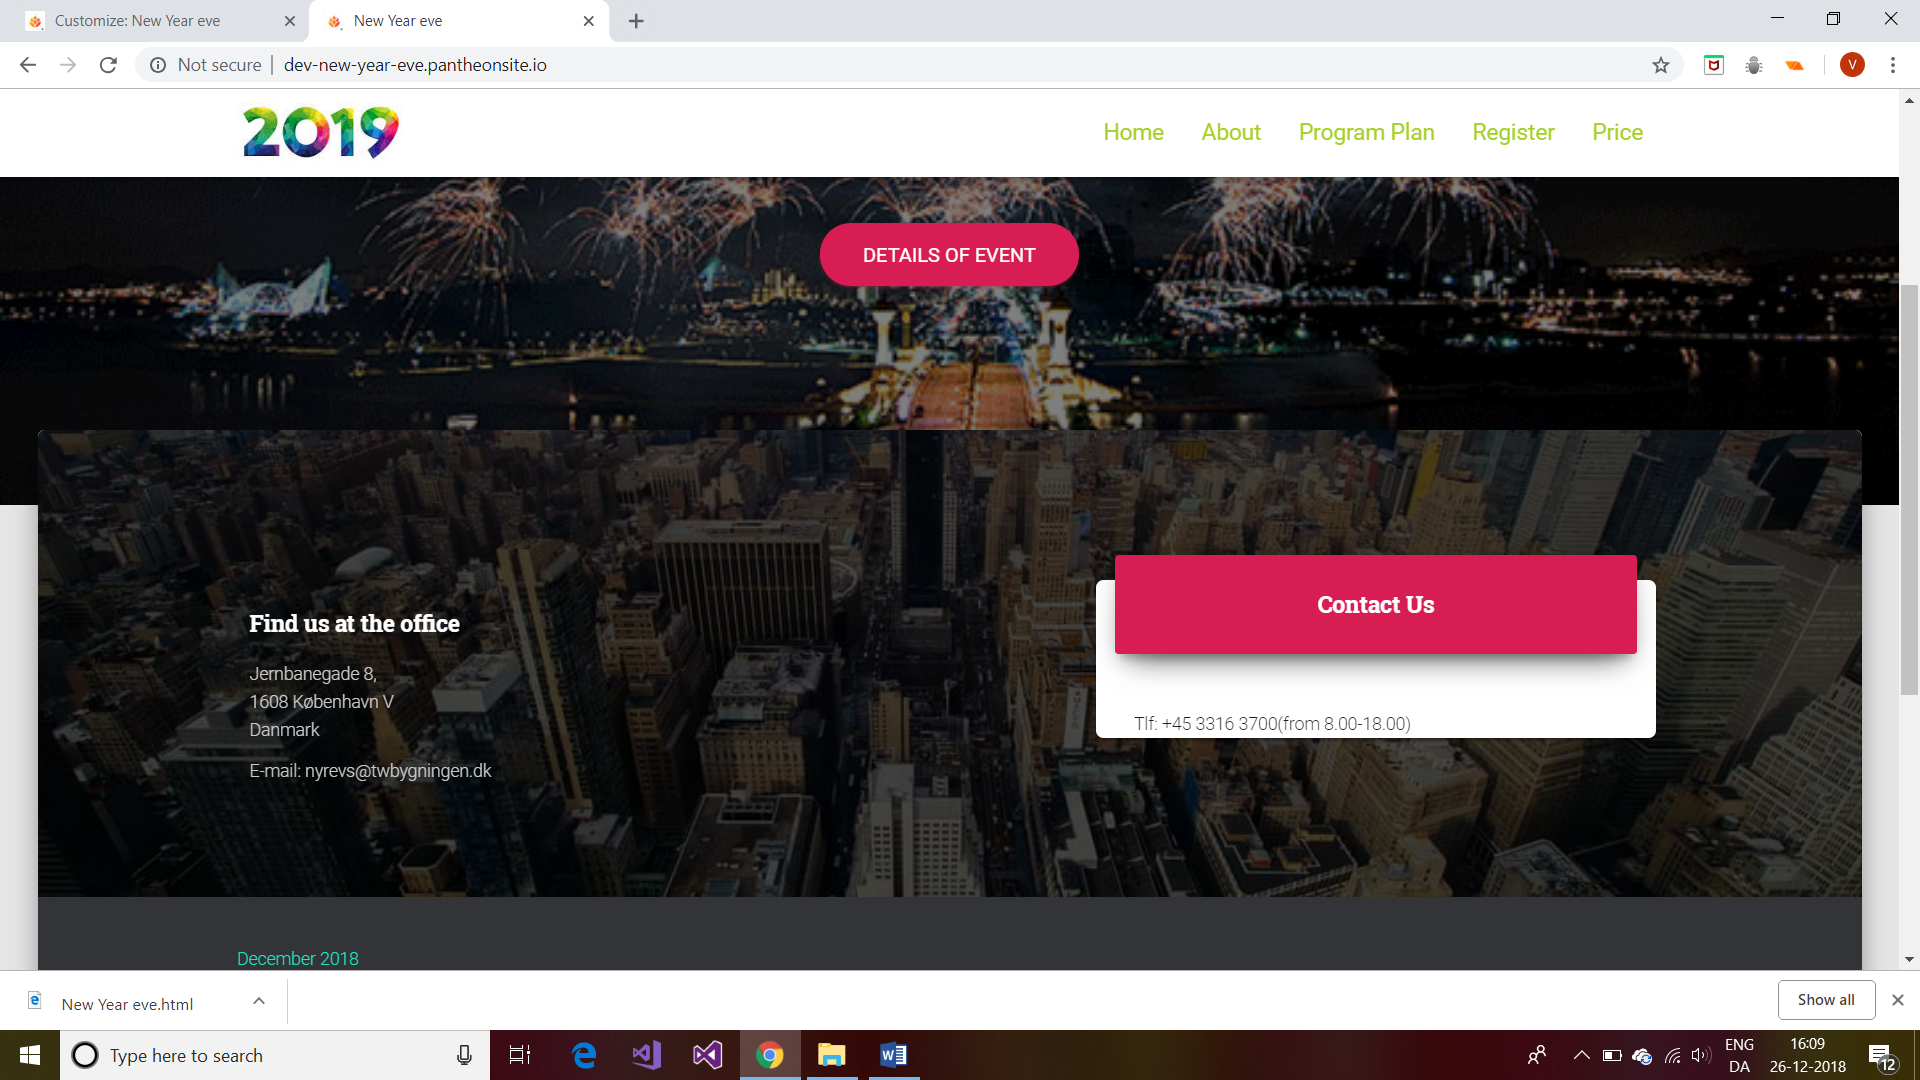 Customize: New Year eve
New Year eve
Not secure | dev-new-year-eve.pantheonsite.io
V
2019
Home About Program Plan Register Price
DETAILS OF EVENT
Find us at the office
Jernbanegade 8,
1608 København V
Danmark
E-mail: nyrevs@twbygningen.dk
Contact Us
Tlf: +45 3316 3700(from 8.00-18.00)
December 2018
New Year eve.html
Show all
Type here to search
ENG
DA
16:09
26-12-2018
12